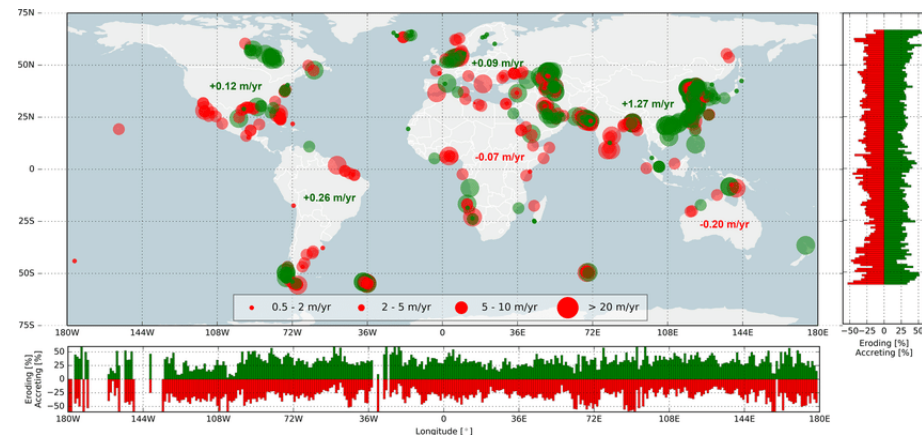 75N
50N
25N
0
25S
50S
75S
+0.12 m/yr
+0.09 m/yr
+1.27 m/yr
-0.07 m/yr
+0.26 m/yr
-0.20 m/yr
0.5 - 2 m/yr
2 - 5 m/yr
5 - 10 m/yr
> 20 m/yr
180W 144W 108W 72W 36W 0 36E 72E 108E 144E 180E
−50 −25 0 25 50
Eroding [%]
Accreting [%]
Eroding [%]
Accreting [%]
50
25
0
−25
−50
180W 144W 108W 72W 36W 0 36E 72E 108E 144E 180E
Longitude [°]